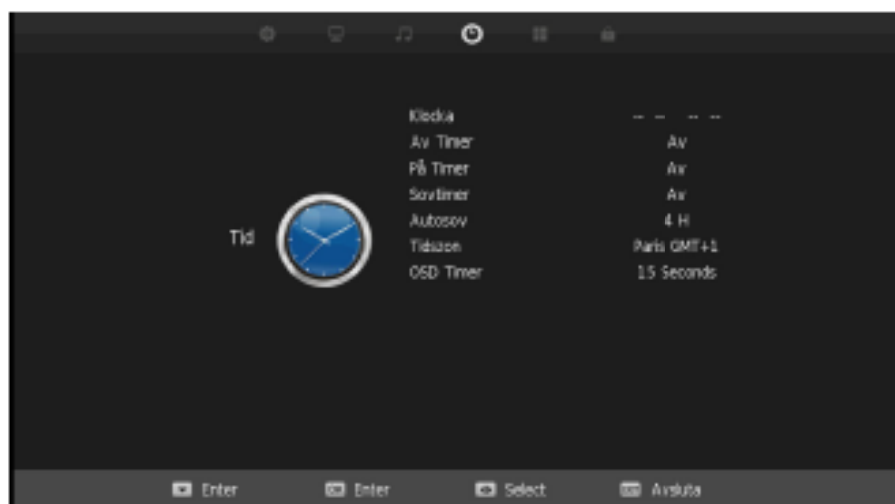 Klocka -- -- -- --
Av Timer Av
På Timer Av
Sovtimer Av
Autosov 4 H
Tid
Tidszon Paris GMT+1
OSD Timer 15 Seconds
Enter Enter Select Avsluta